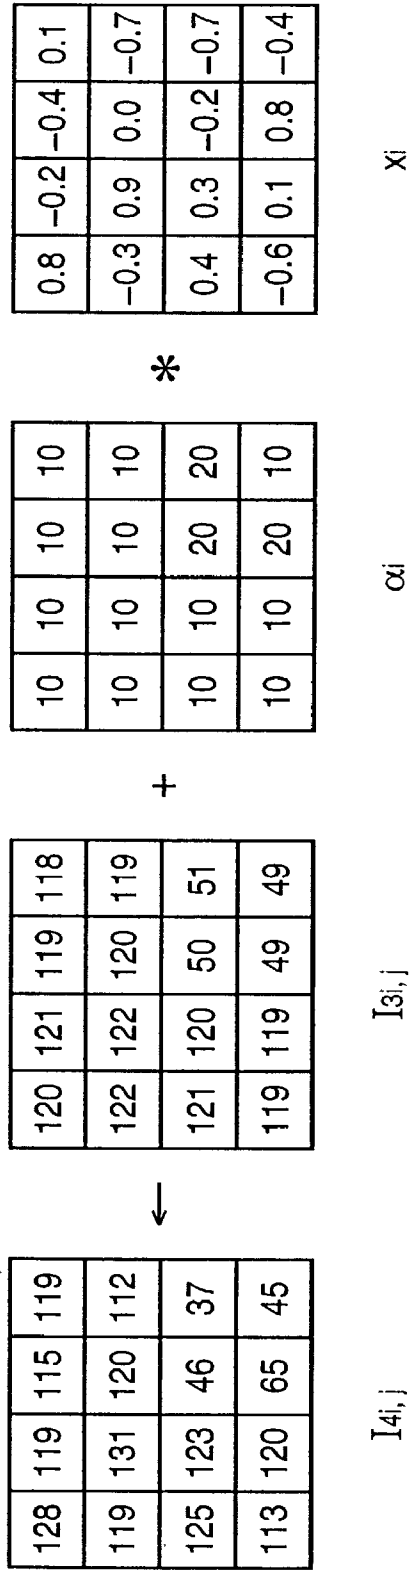 128 119 115 119
119 131 120 112
125 123 46 37
113 120 65 45
I4i, j
←
120 121 119 118
122 122 120 119
121 120 50 51
119 119 49 49
I3i, j
+
10 10 10 10
10 10 10 10
10 10 20 20
10 10 20 10
αi
*
0.8 −0.2 −0.4 0.1
−0.3 0.9 0.0 −0.7
0.4 0.3 −0.2 −0.7
−0.6 0.1 0.8 −0.4
xi